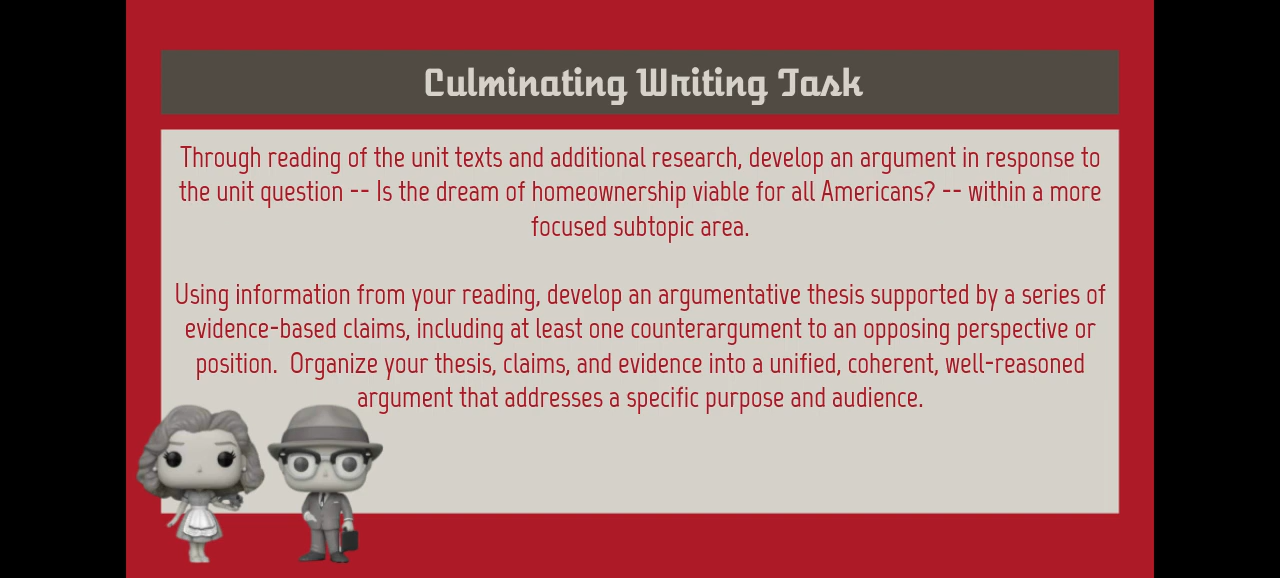 Culminating Writing Task
Through reading of the unit texts and additional research, develop an argument in response to
the unit question -- Is the dream of homeownership viable for all Americans? -- within a more
focused subtopic area.
Using information from your reading, develop an argumentative thesis supported by a series of
evidence-based claims, including at least one counterargument to an opposing perspective or
position.  Organize your thesis, claims, and evidence into a unified, coherent, well-reasoned
argument that addresses a specific purpose and audience.